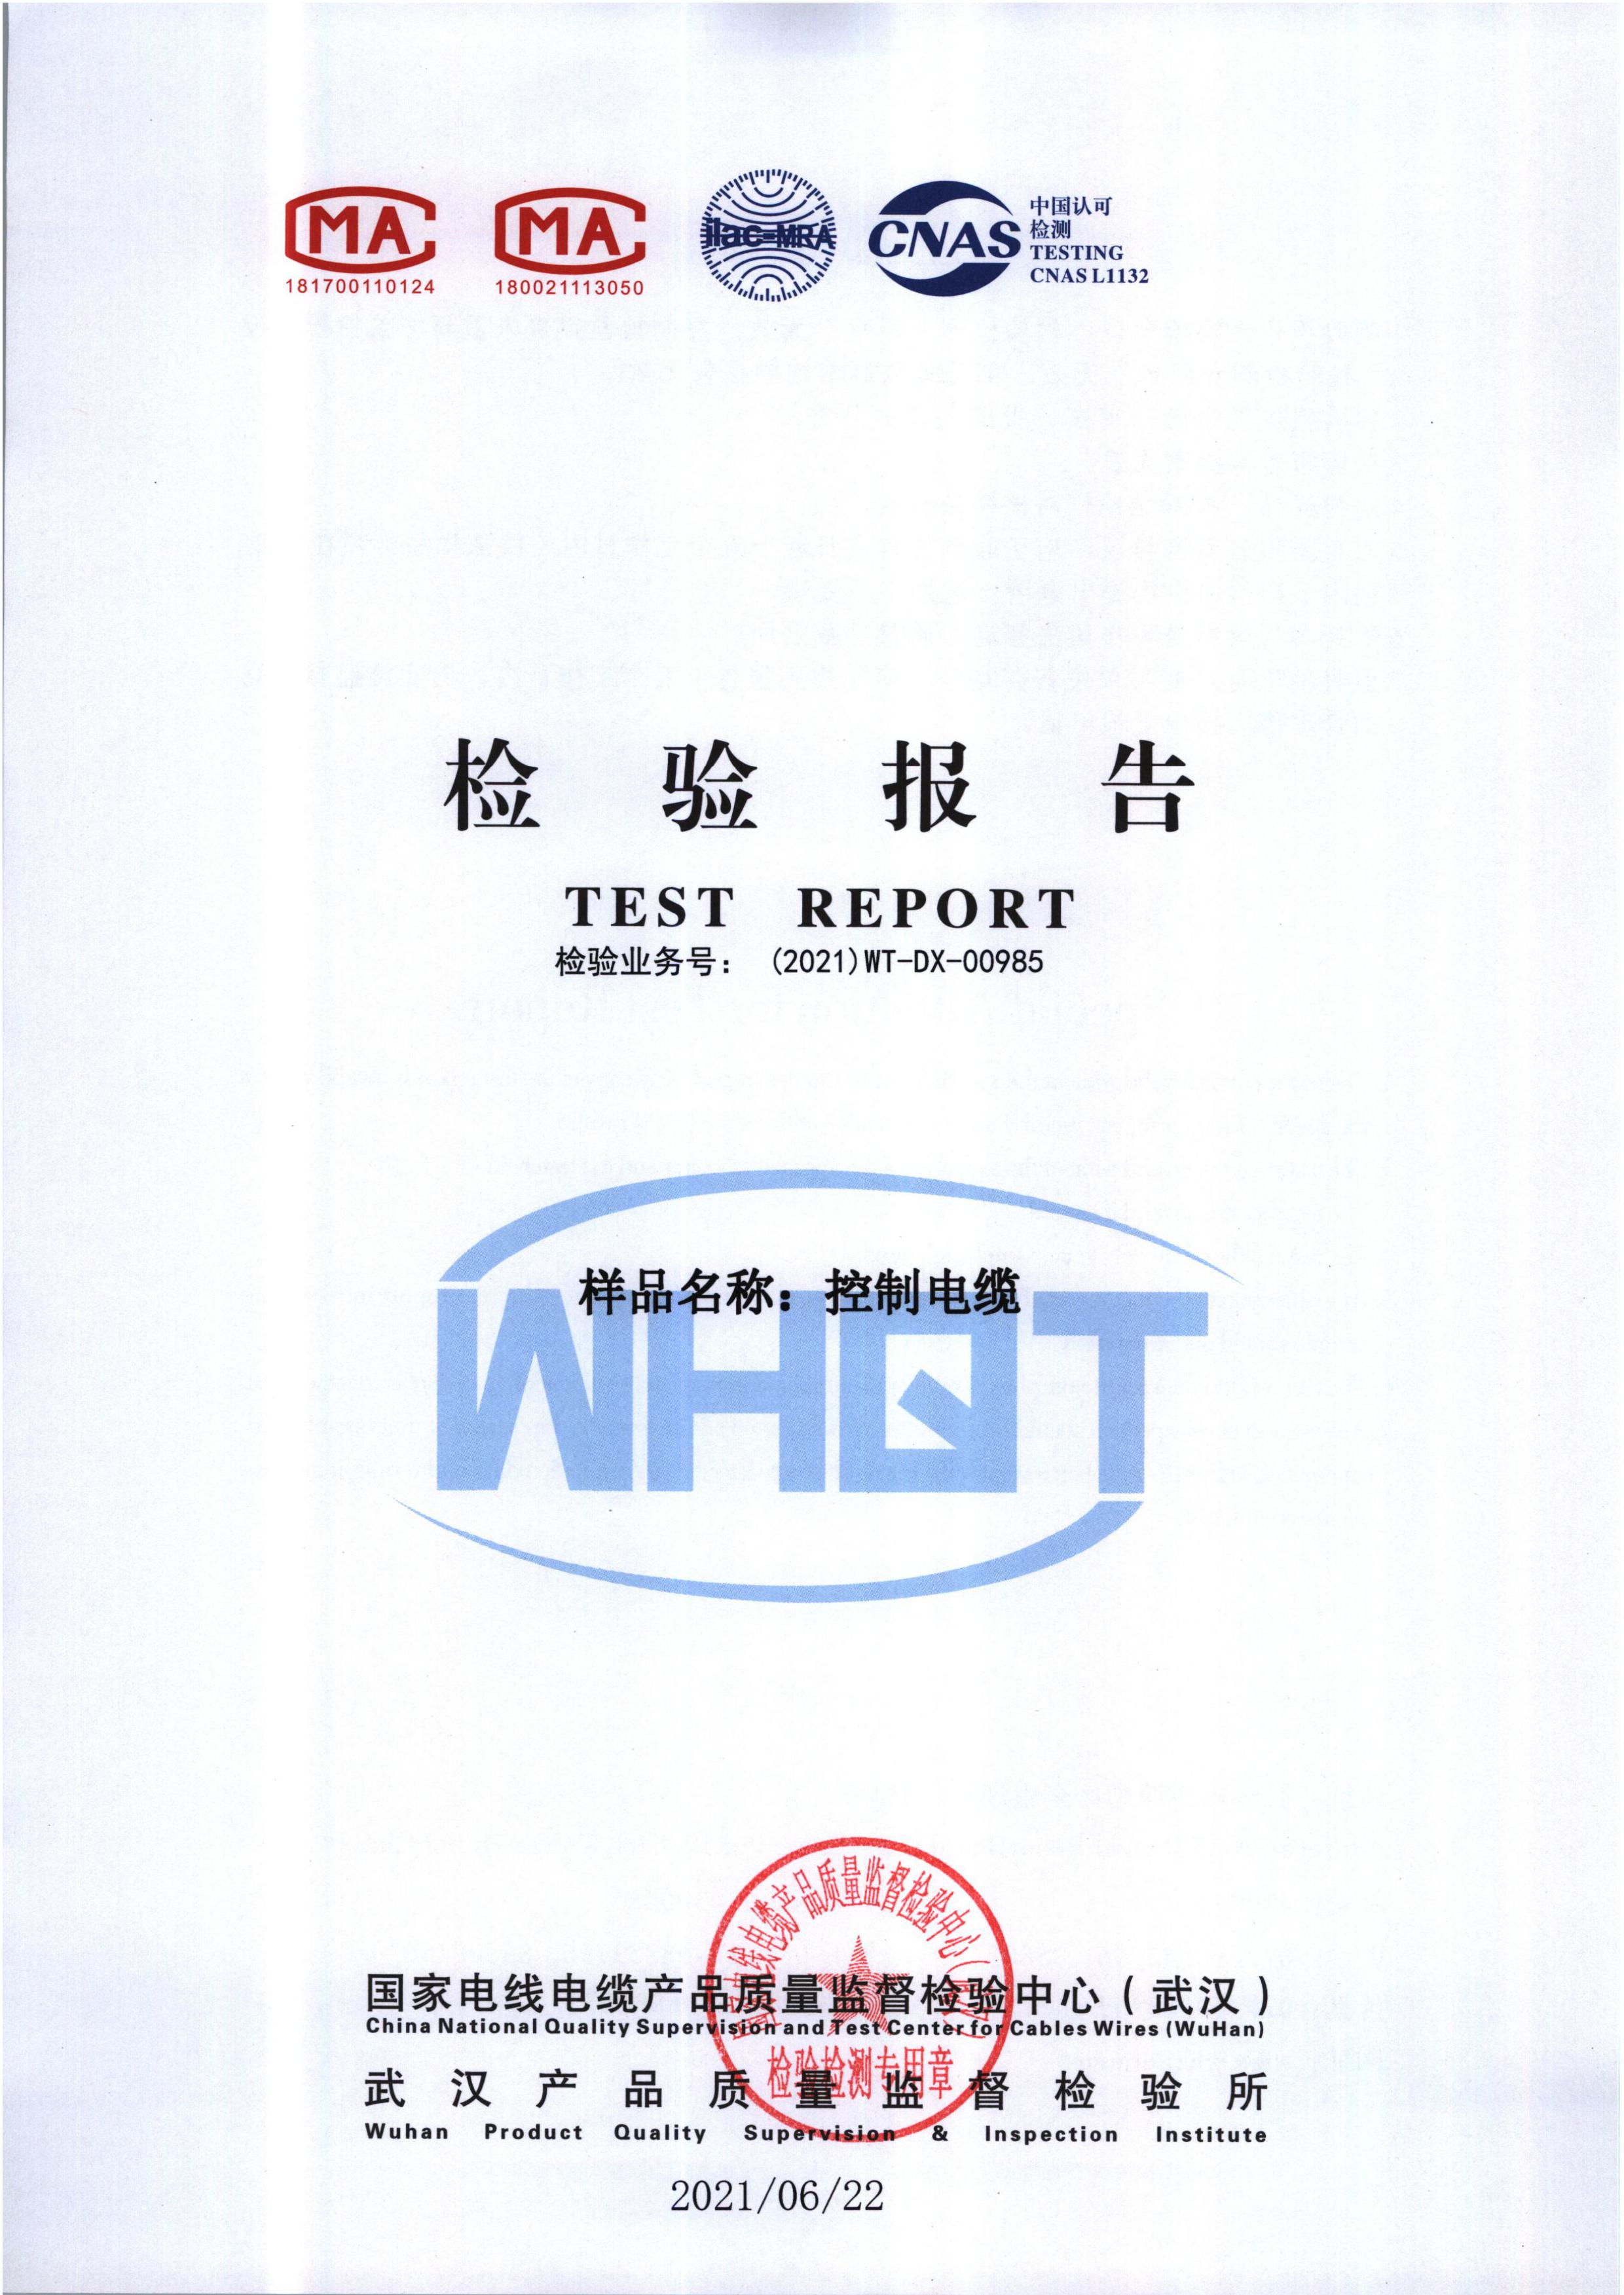 MA
181700110124
MA
180021113050
ilac-MRA
CNAS
中国认可
检测
TESTING
CNAS L1132
检验报告
TEST REPORT
检验业务号： (2021)WT-DX-00985
样品名称：控制电缆
WHQT
国家电线电缆产品质量监督检验中心（武汉）
检验检测专用章
国家电线电缆产品质量监督检验中心（武汉）
China National Quality Supervision and Test Center for Cables Wires (WuHan)
武汉产品质量监督检验所
Wuhan Product Quality Supervision & Inspection Institute
2021/06/22